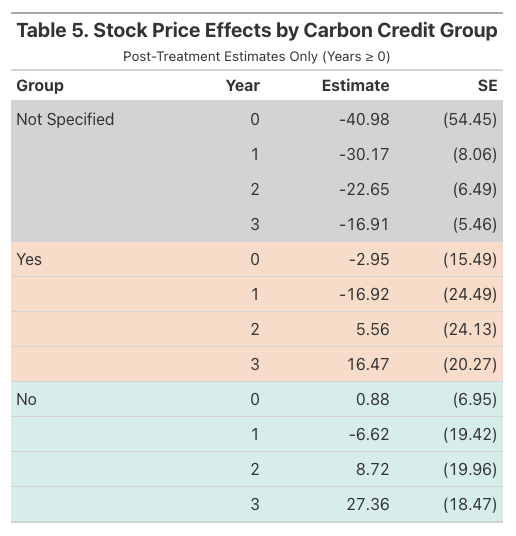 Table 5. Stock Price Effects by Carbon Credit Group
Post-Treatment Estimates Only (Years ≥ 0)
Group Year Estimate SE
Not Specified 0 -40.98 (54.45)
1 -30.17 (8.06)
2 -22.65 (6.49)
3 -16.91 (5.46)
Yes 0 -2.95 (15.49)
1 -16.92 (24.49)
2 5.56 (24.13)
3 16.47 (20.27)
No 0 0.88 (6.95)
1 -6.62 (19.42)
2 8.72 (19.96)
3 27.36 (18.47)